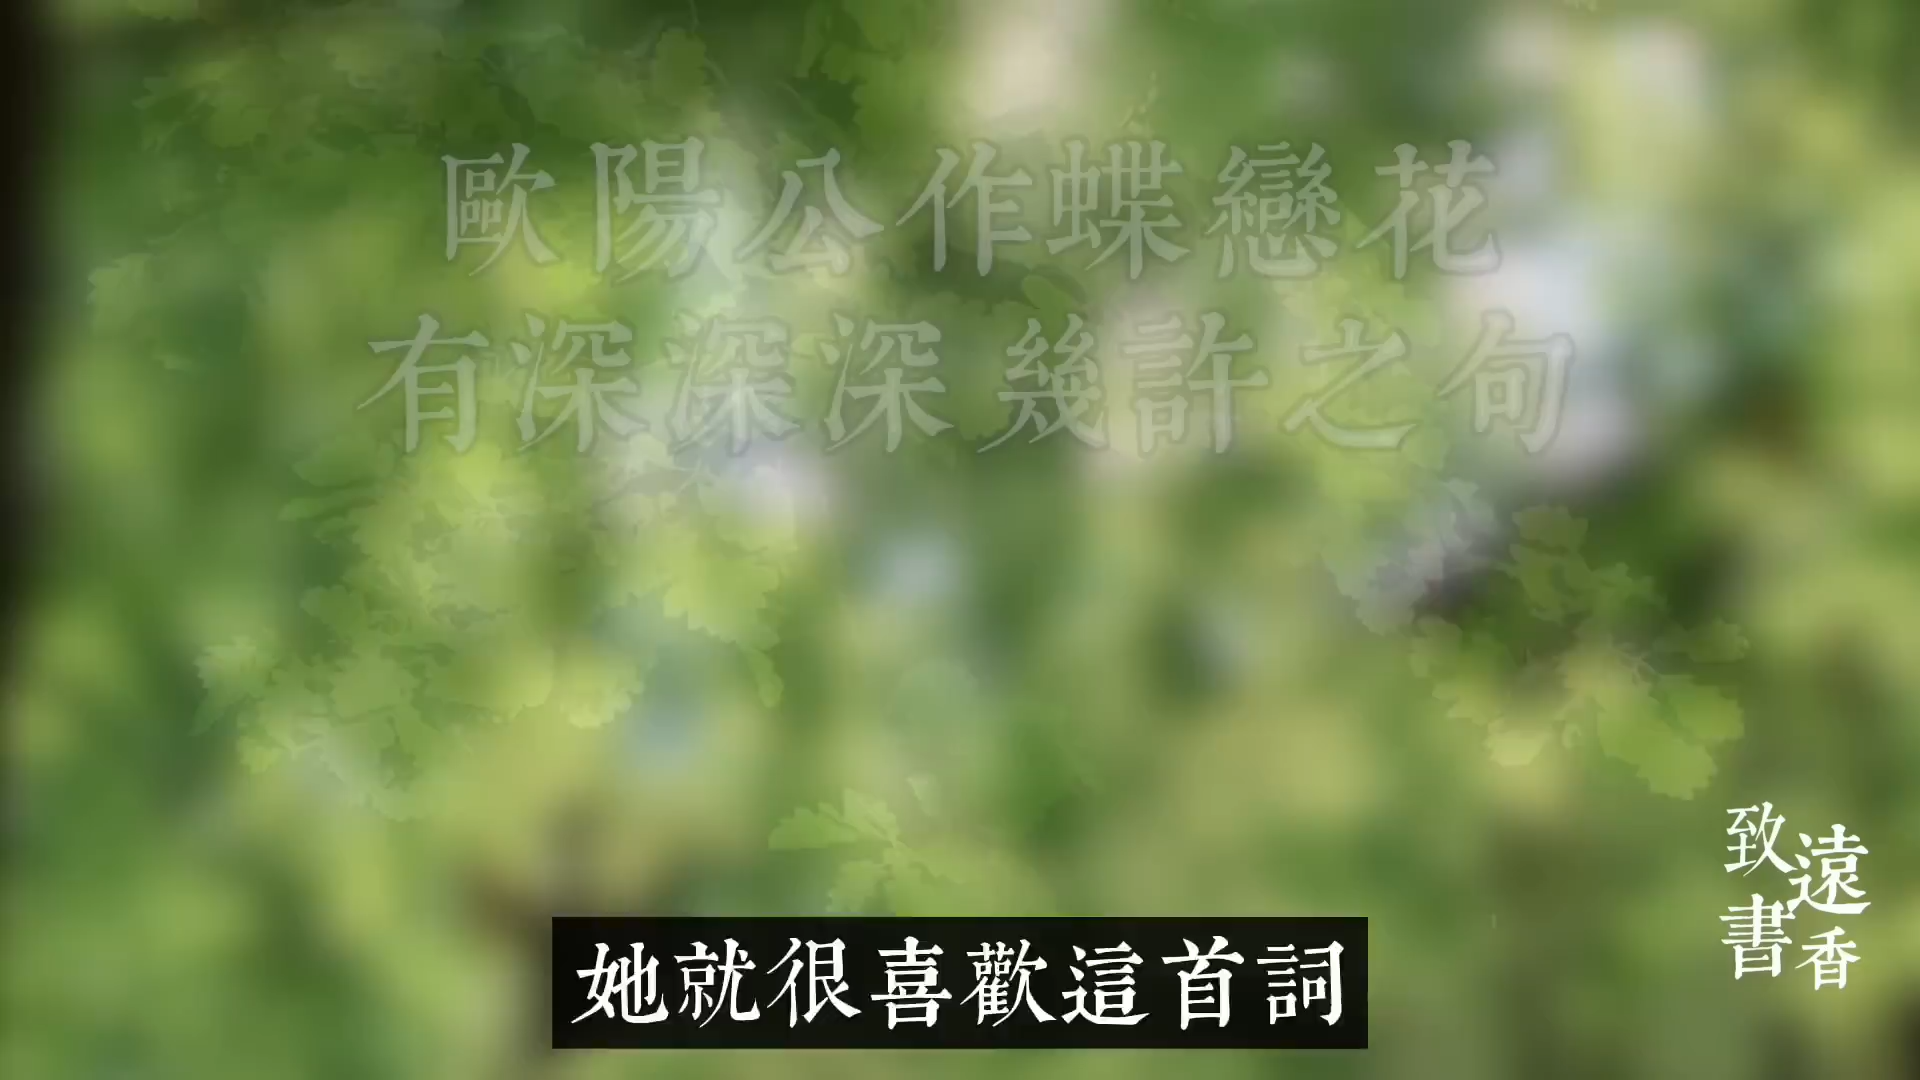 歐陽公作蝶戀花
有深深深幾許之句
她就很喜歡這首詞
致遠書香